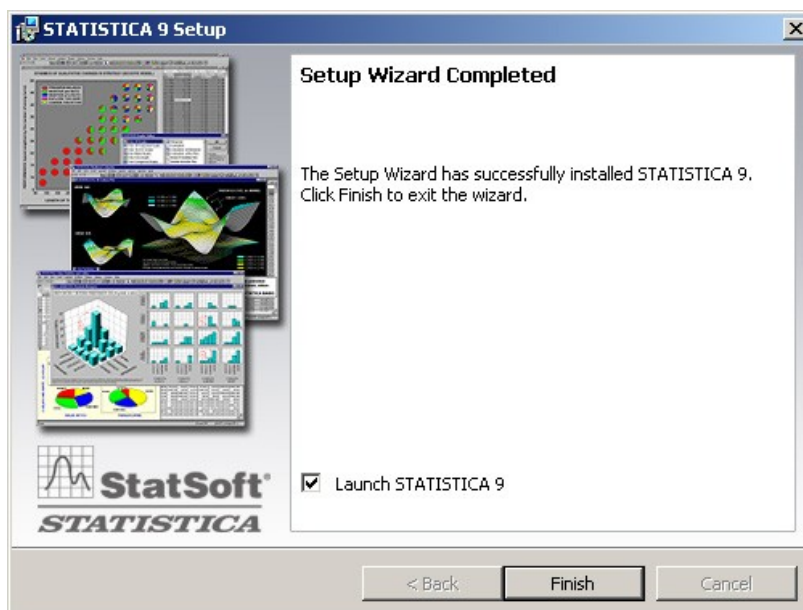 STATISTICA 9 Setup
Setup Wizard Completed
The Setup Wizard has successfully installed STATISTICA 9.
Click Finish to exit the wizard.
StatSoft®
STATISTICA
Launch STATISTICA 9
< Back
Finish
Cancel